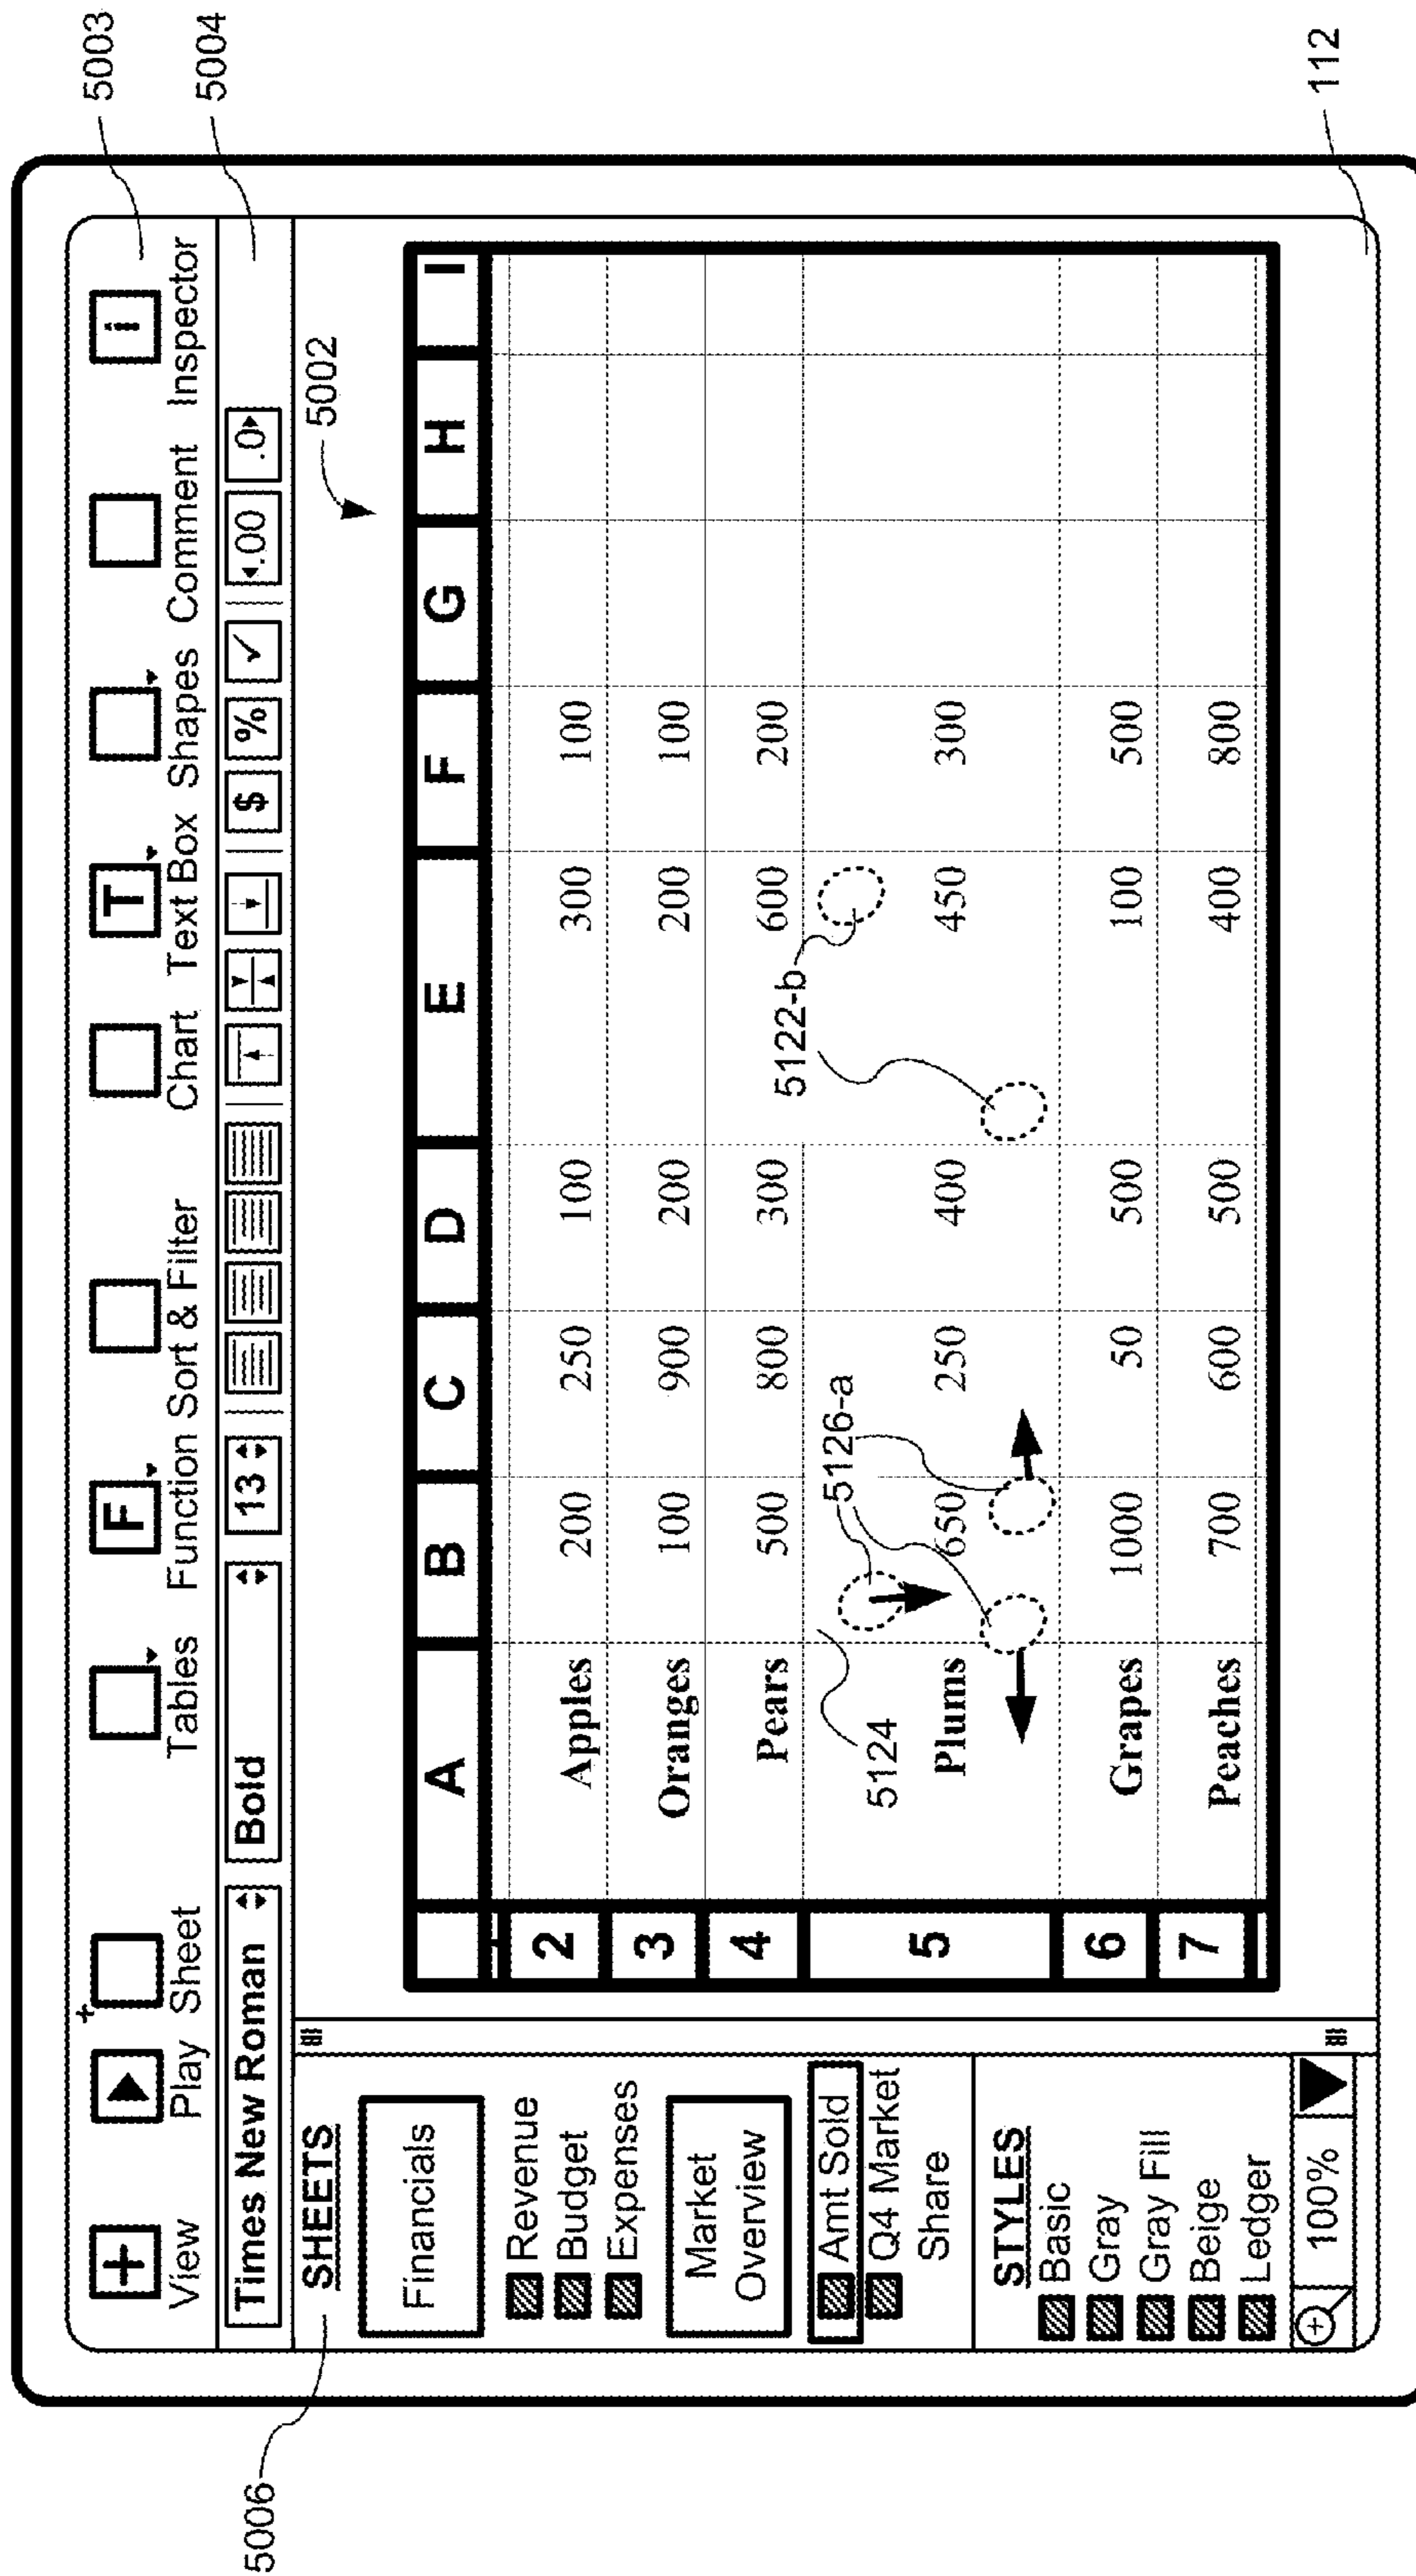 5003
5004
View Play Sheet Tables Function Sort & Filter Chart Text Box Shapes Comment Inspector
+ F T i
Times New Roman Bold 13 $ % ✓ .00 .0
5006
SHEETS
Financials
Revenue
Budget
Expenses
Market
Overview
Amt Sold
Q4 Market
Share
STYLES
Basic
Gray
Gray Fill
Beige
Ledger
100%
5002
A B C D E F G H I
2 Apples 200 250 100 300 100
3 Oranges 100 900 200 200 100
4 Pears 500 800 300 600 200
5122-b
5126-a
5124
5 Plums 650 250 400 450 300
6 Grapes 1000 50 500 100 500
7 Peaches 700 600 500 400 800
112